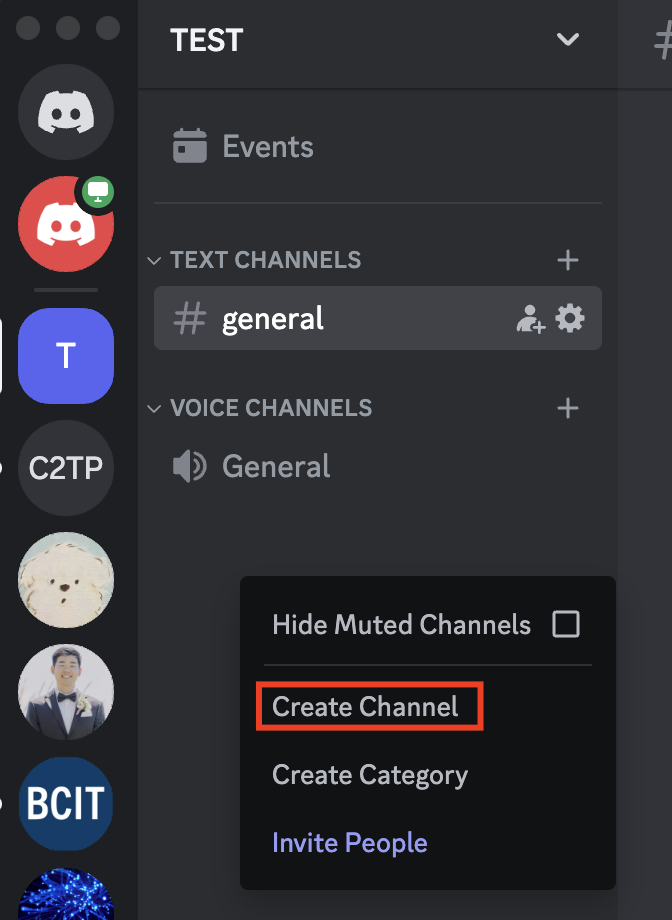 TEST
Events
TEXT CHANNELS
# general
VOICE CHANNELS
General
T
C2TP
BCIT
Hide Muted Channels
Create Channel
Create Category
Invite People